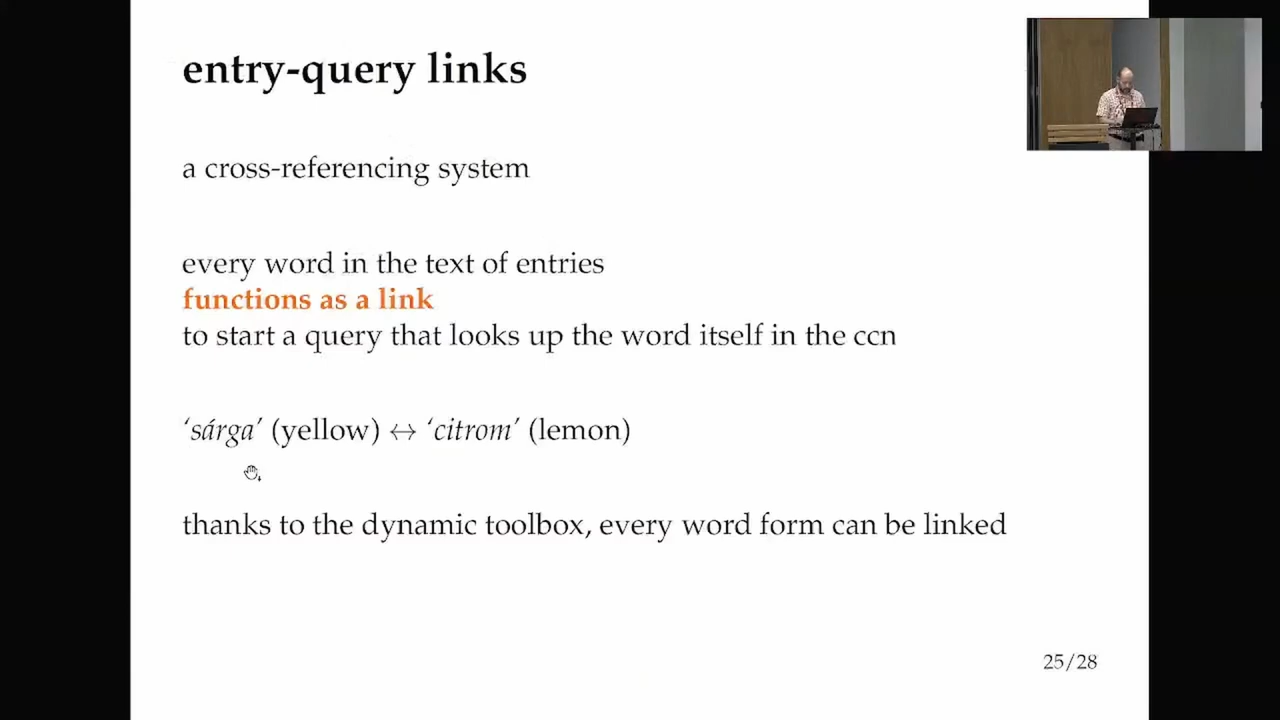 entry-query links
a cross-referencing system
every word in the text of entries
functions as a link
to start a query that looks up the word itself in the ccn
‘sárga’ (yellow) ↔ ‘citrom’ (lemon)
thanks to the dynamic toolbox, every word form can be linked
25/28